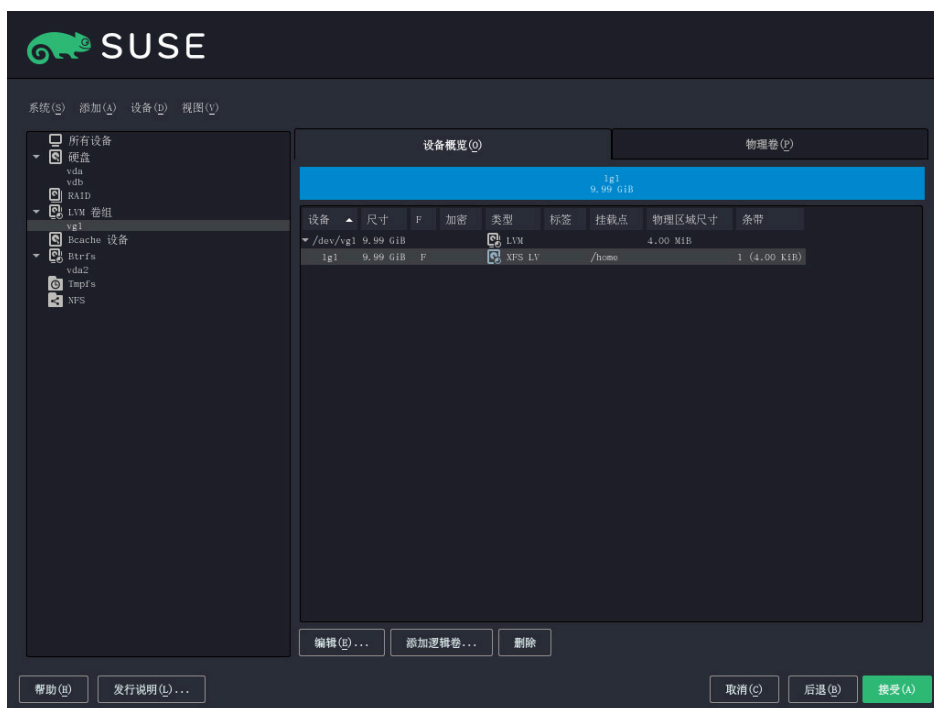 SUSE
系统(S) 添加(A) 设备(D) 视图(V)
所有设备
硬盘
vda
vdb
RAID
LVM 卷组
vg1
Bcache 设备
Btrfs
vda2
Tmpfs
NFS
设备概览(O) 物理卷(P)
lg1
9.99 GiB
设备 尺寸 F 加密 类型 标签 挂载点 物理区域尺寸 条带
/dev/vg1 9.99 GiB LVM 4.00 MiB
lg1 9.99 GiB F XFS LV /home 1 (4.00 KiB)
编辑(E)... 添加逻辑卷... 删除
帮助(H) 发行说明(L)... 取消(C) 后退(B) 接受(A)